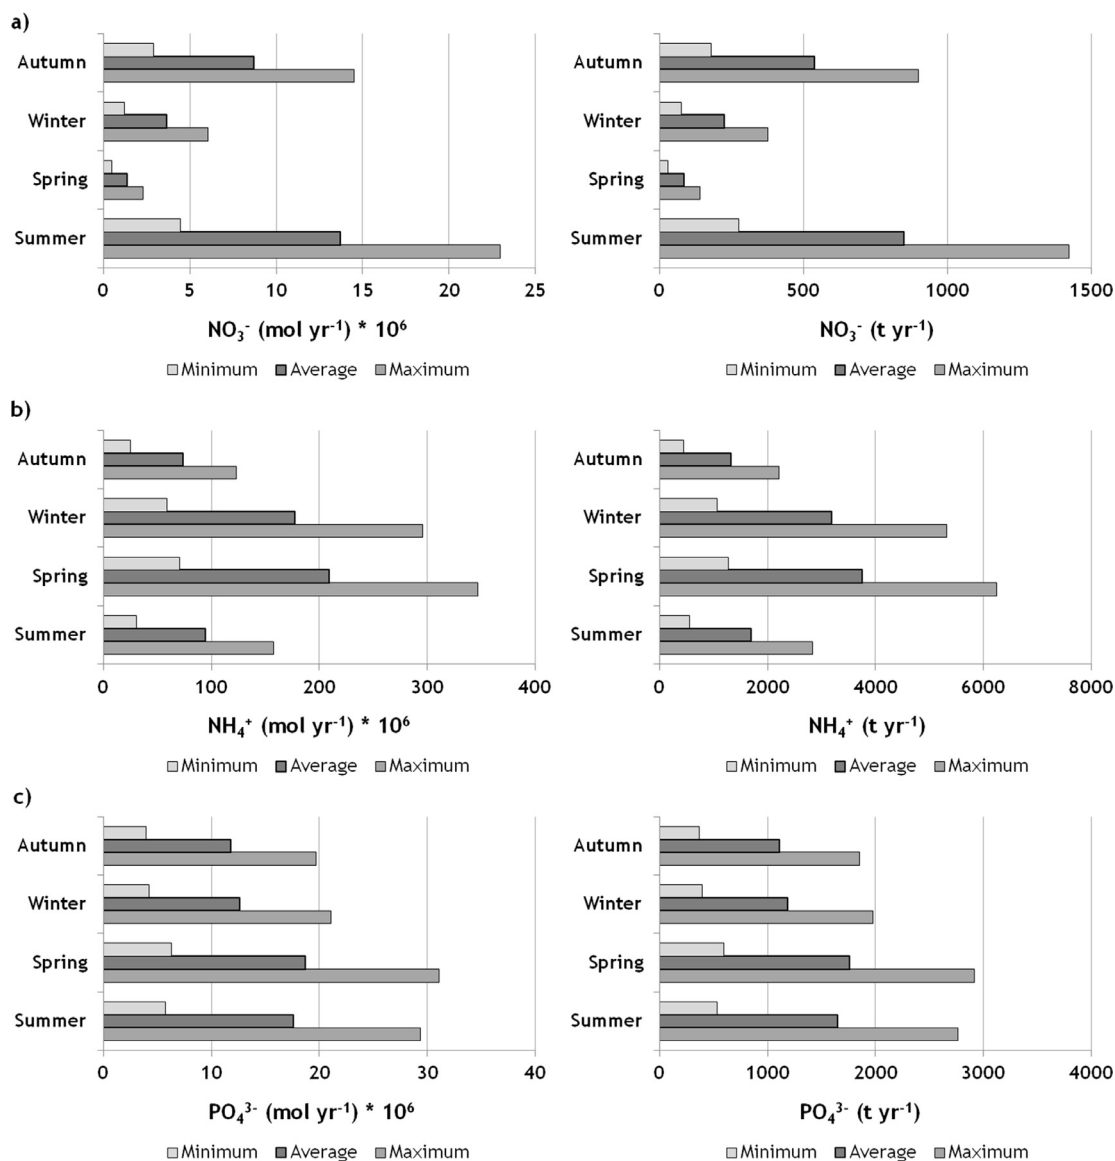 a)
Autumn
Winter
Spring
Summer
0 5 10 15 20 25
NO₃⁻ (mol yr⁻¹) * 10⁶
Minimum Average Maximum
Autumn
Winter
Spring
Summer
0 500 1000 1500
NO₃⁻ (t yr⁻¹)
Minimum Average Maximum
b)
Autumn
Winter
Spring
Summer
0 100 200 300 400
NH₄⁺ (mol yr⁻¹) * 10⁶
Minimum Average Maximum
Autumn
Winter
Spring
Summer
0 2000 4000 6000 8000
NH₄⁺ (t yr⁻¹)
Minimum Average Maximum
c)
Autumn
Winter
Spring
Summer
0 10 20 30 40
PO₄³⁻ (mol yr⁻¹) * 10⁶
Minimum Average Maximum
Autumn
Winter
Spring
Summer
0 1000 2000 3000 4000
PO₄³⁻ (t yr⁻¹)
Minimum Average Maximum